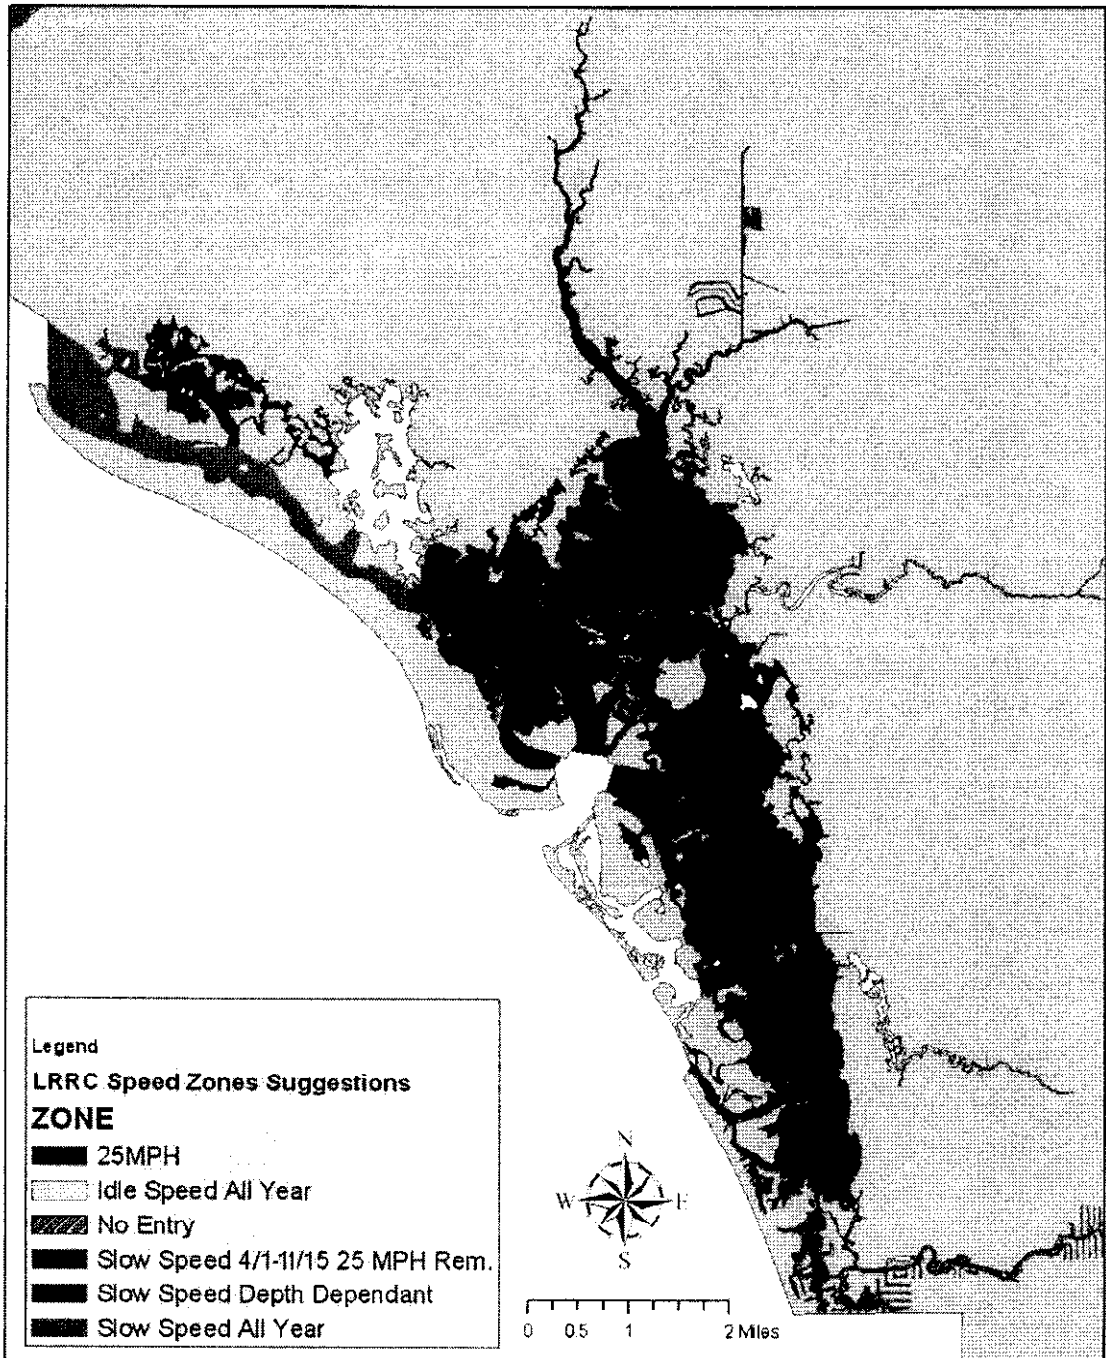 Legend
LRRC Speed Zones Suggestions
ZONE
25MPH
Idle Speed All Year
No Entry
Slow Speed 4/1-11/15 25 MPH Rem.
Slow Speed Depth Dependant
Slow Speed All Year
N
W E
S
0 0.5 1 2 Miles